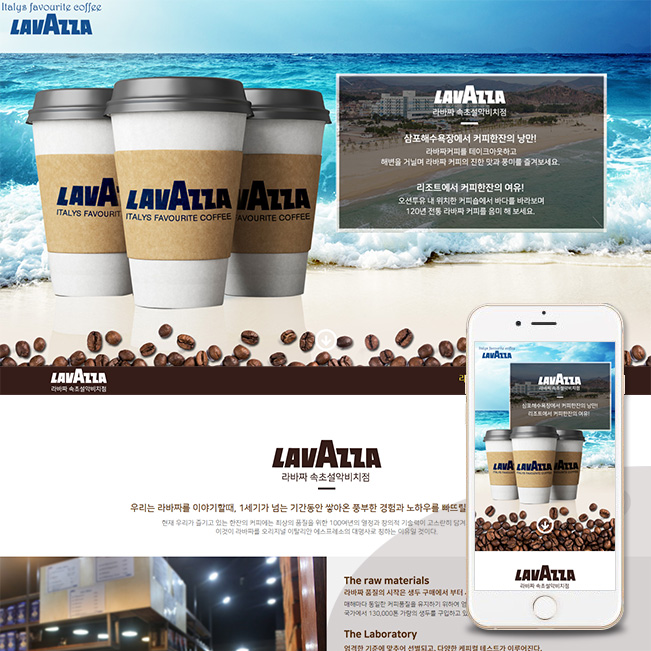 Italys favourite coffee
LAVAZZA
LAVAZZA
ITALYS FAVOURITE
LAVAZZA
ITALYS FAVOURITE COFFEE
FAVOURITE COFFEE
LAVAZZA
라바짜 속초설악비치점
삼포해수욕장에서 커피한잔의 낭만!
라바짜커피를 테이크아웃하고
해변을 거닐며 라바짜 커피의 진한 맛과 풍미를 즐겨보세요.
리조트에서 커피한잔의 여유!
오션투유 내 위치한 커피숍에서 바다를 바라보며
120년 전통 라바짜 커피를 음미 해 보세요.
LAVAZZA
라바짜 속초설악비치점
LAVAZZA
라바짜 속초설악비치점
우리는 라바짜를 이야기할때, 1세기가 넘는 기간동안 쌓아온 풍부한 경험과 노하우를 빠뜨릴
현재 우리가 즐기고 있는 한잔의 커피에는 최상의 품질을 위한 100여년의 열정과 창의적 기술력이 고스란히 담겨
이것이 라바짜를 오리지널 이탈리안 에스프레소의 대명사로 칭하는 이유일 것이다.
The raw materials
라바짜 품질의 시작은 생두 구매에서 부터
매해마다 동일한 커피품질을 유지하기 위하여
국가에서 130,000톤 가량의 생두를 구입하고
The Laboratory
엄격한 기준에 맞추어 선별되고, 다양한 케피컬 테스트가 이루어진다.
Italys favourite coffee
LAVAZZA
LAVAZZA
라바짜 속초설악비치점
삼포해수욕장에서 커피한잔의 낭만!
리조트에서 커피한잔의 여유!
LAVAZZA
LAVAZZA
라바짜 속초설악비치점